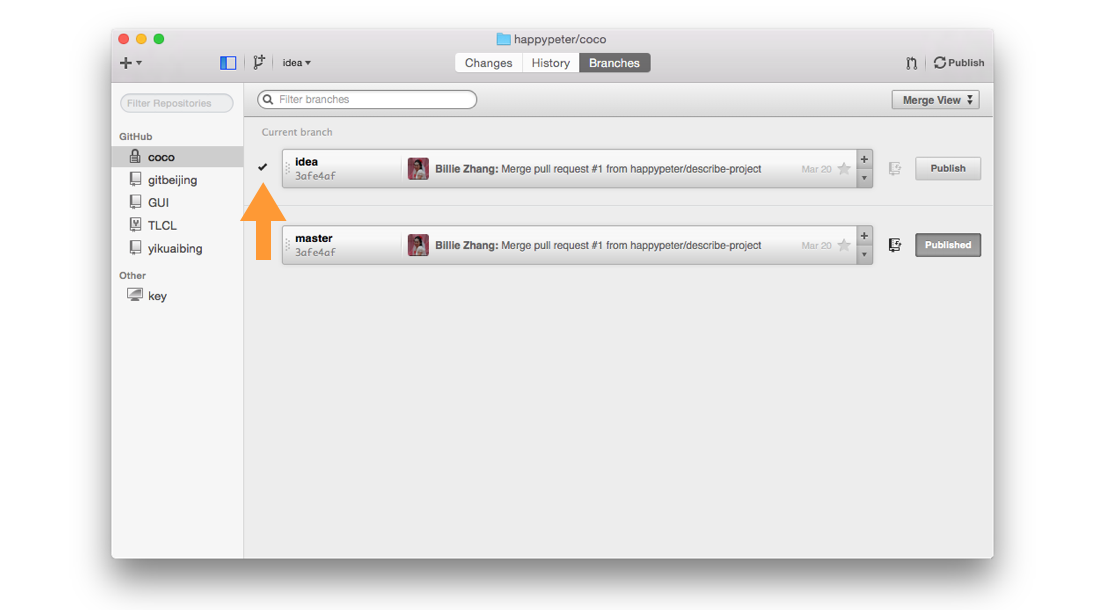 happypeter/coco
idea
Changes History Branches
Publish
Filter Repositories
Filter branches
Merge View
GitHub
coco
gitbeijing
GUI
TLCL
yikuaibing
Other
key
Current branch
idea
3afe4af
Billie Zhang: Merge pull request #1 from happypeter/describe-project
Mar 20
Publish
master
3afe4af
Billie Zhang: Merge pull request #1 from happypeter/describe-project
Mar 20
Published